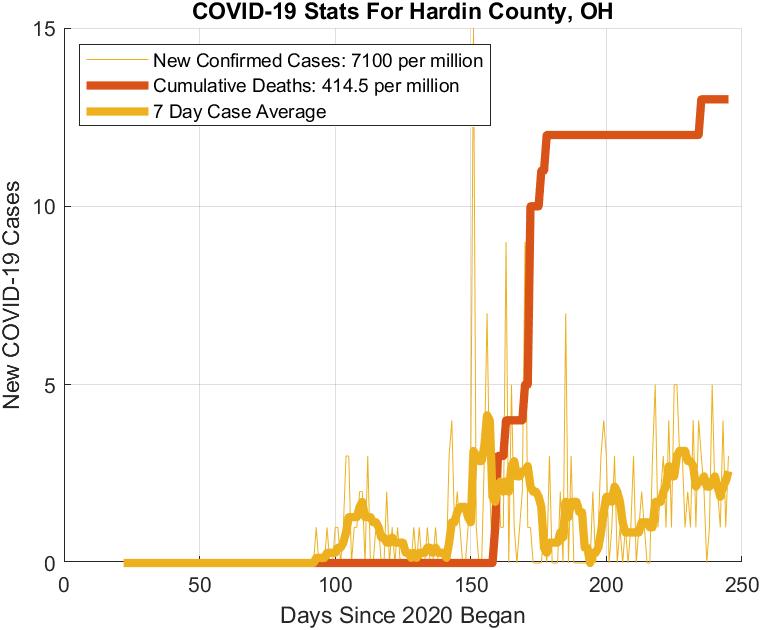 COVID-19 Stats For Hardin County, OH
15
New Confirmed Cases: 7100 per million
Cumulative Deaths: 414.5 per million
7 Day Case Average
10
New COVID-19 Cases
5
0
0
50
100
150
200
250
Days Since 2020 Began